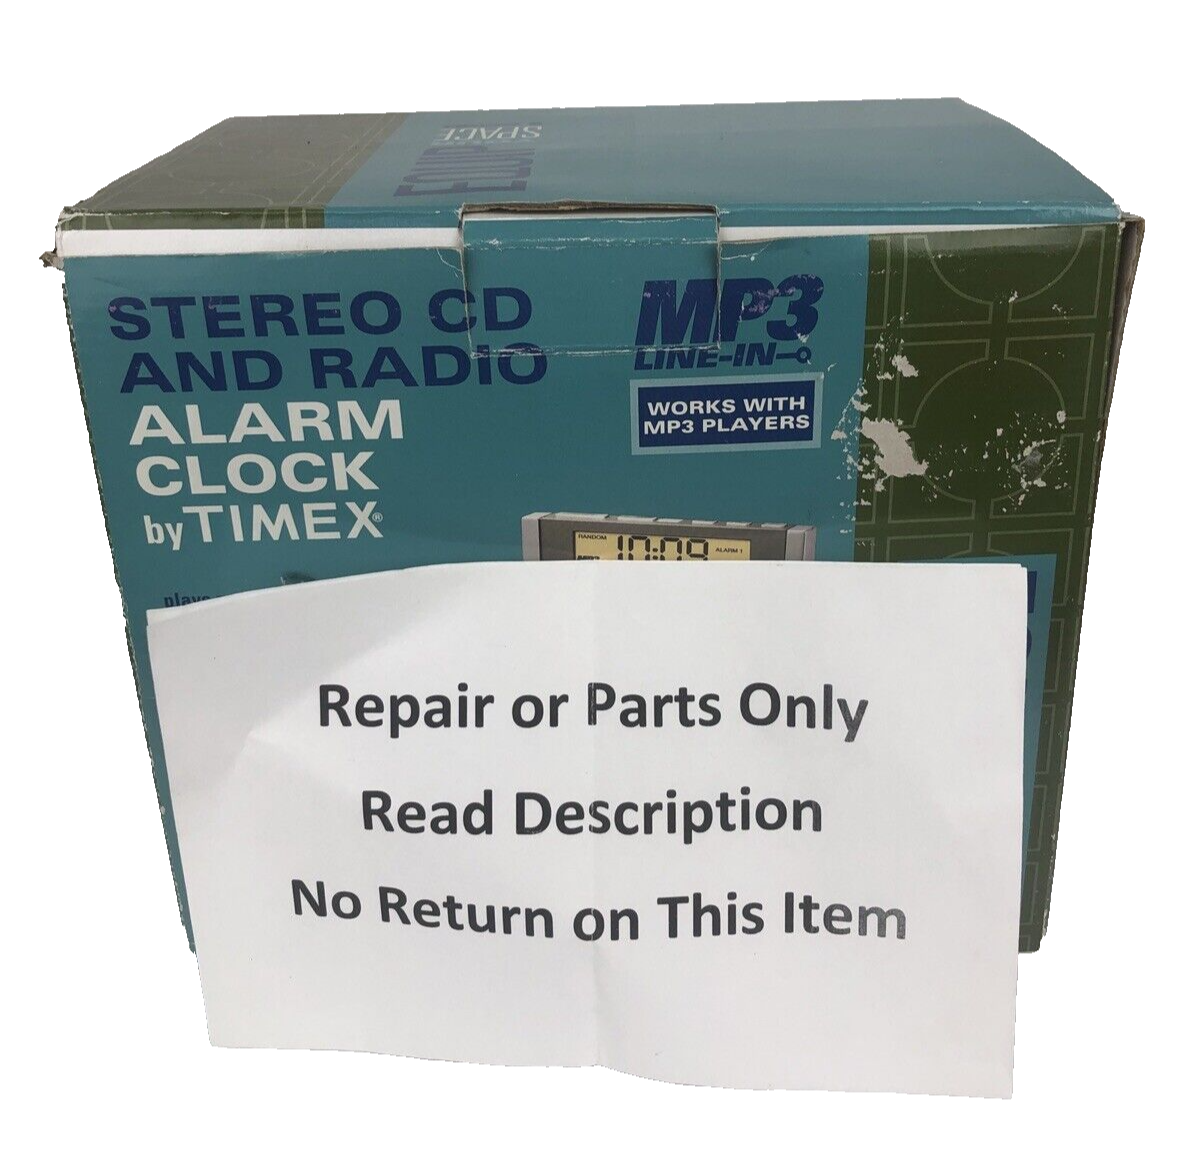 SPACE
STEREO CD
AND RADIO
ALARM
CLOCK
by TIMEX®
MP3
LINE-IN
WORKS WITH
MP3 PLAYERS
RANDOM
10:09
ALARM 1
Repair or Parts Only
Read Description
No Return on This Item